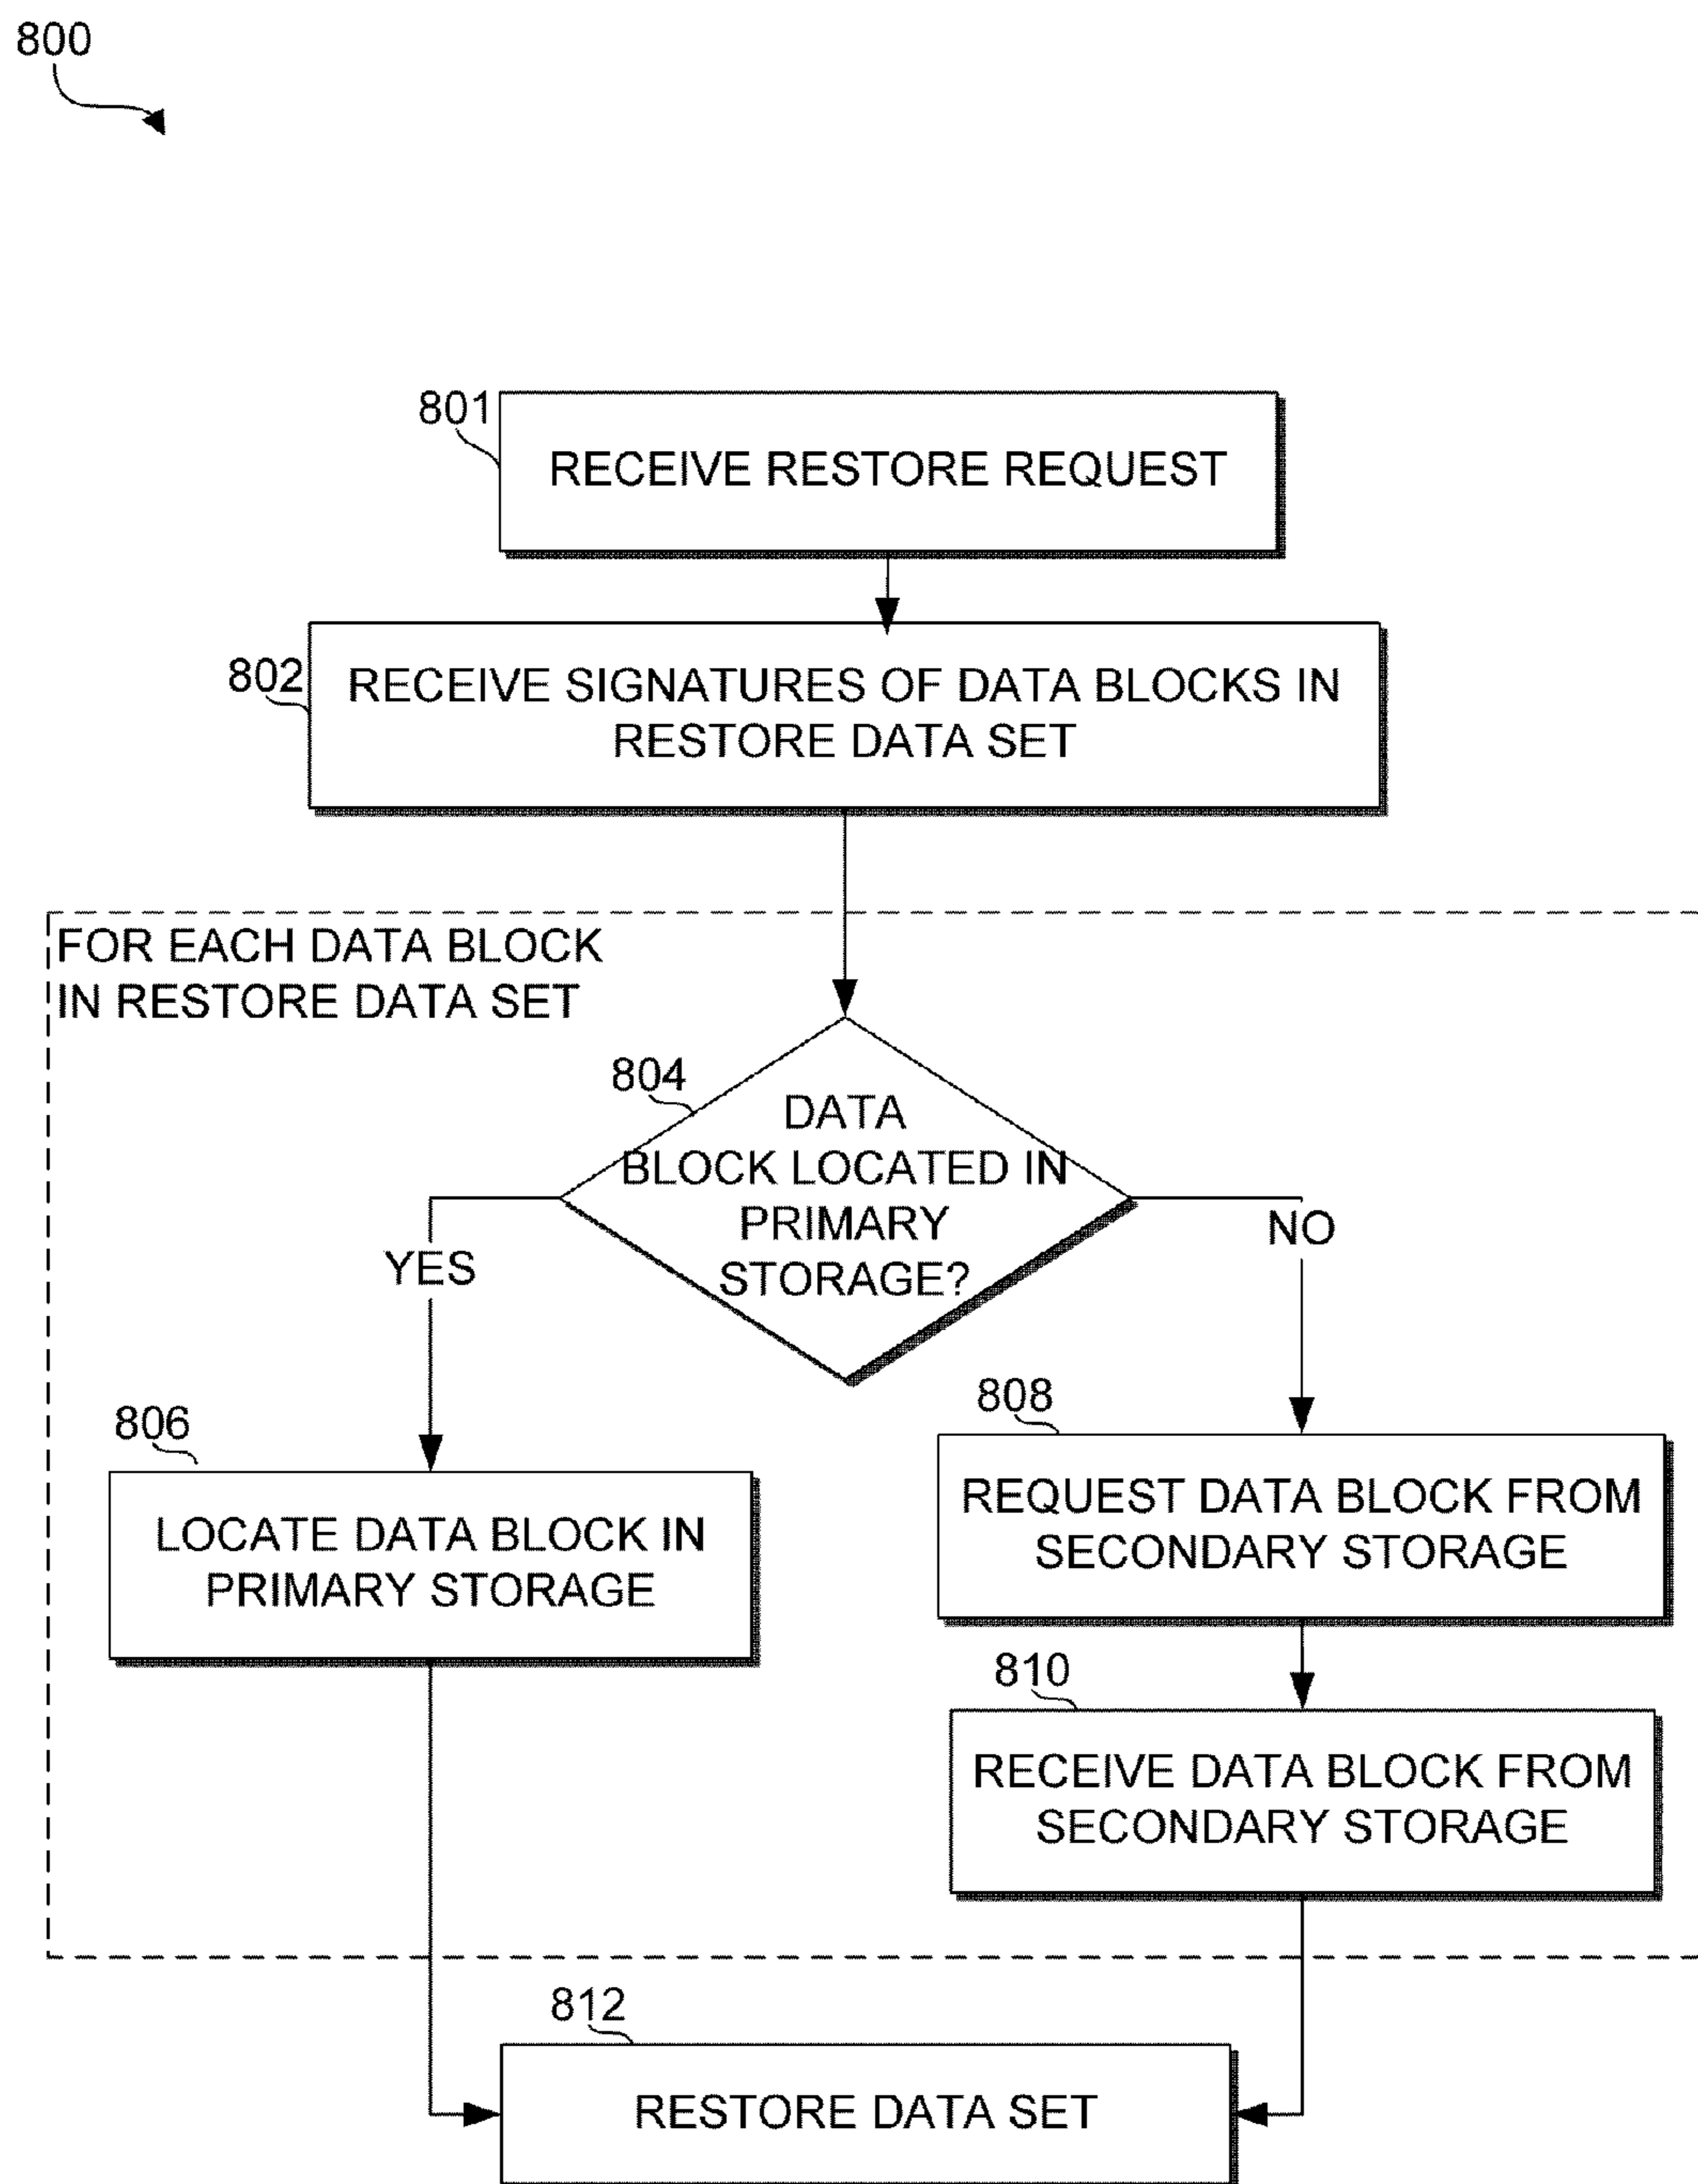 800
801
RECEIVE RESTORE REQUEST
802
RECEIVE SIGNATURES OF DATA BLOCKS IN
RESTORE DATA SET
FOR EACH DATA BLOCK
IN RESTORE DATA SET
804
DATA
BLOCK LOCATED IN
PRIMARY
STORAGE?
YES
NO
806
LOCATE DATA BLOCK IN
PRIMARY STORAGE
808
REQUEST DATA BLOCK FROM
SECONDARY STORAGE
810
RECEIVE DATA BLOCK FROM
SECONDARY STORAGE
812
RESTORE DATA SET